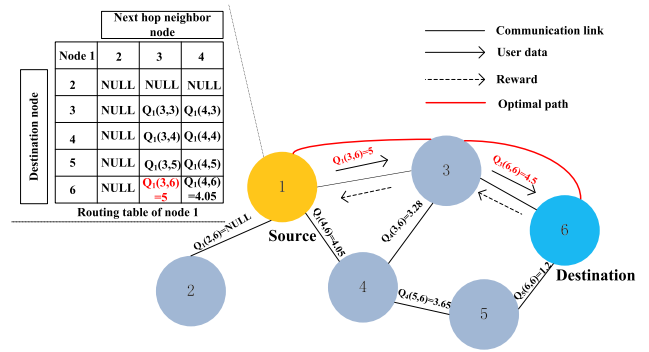 Next hop neighbor
node
Node 1 2 3 4
Destination node
2 NULL NULL NULL
3 NULL Q₁(3,3) Q₁(4,3)
4 NULL Q₁(3,4) Q₁(4,4)
5 NULL Q₁(3,5) Q₁(4,5)
6 NULL Q₁(3,6) Q₁(4,6)
=5 =4.05
Routing table of node 1
Communication link
User data
Reward
Optimal path
Q₁(3,6)=5
Q₃(6,6)=4.5
1
3
6
Source
Destination
Q₁(2,6)=NULL
Q₁(4,6)=4.05
Q₄(3,6)=3.28
2
4
Q₄(5,6)=3.65
5
Q₅(6,6)=1.2